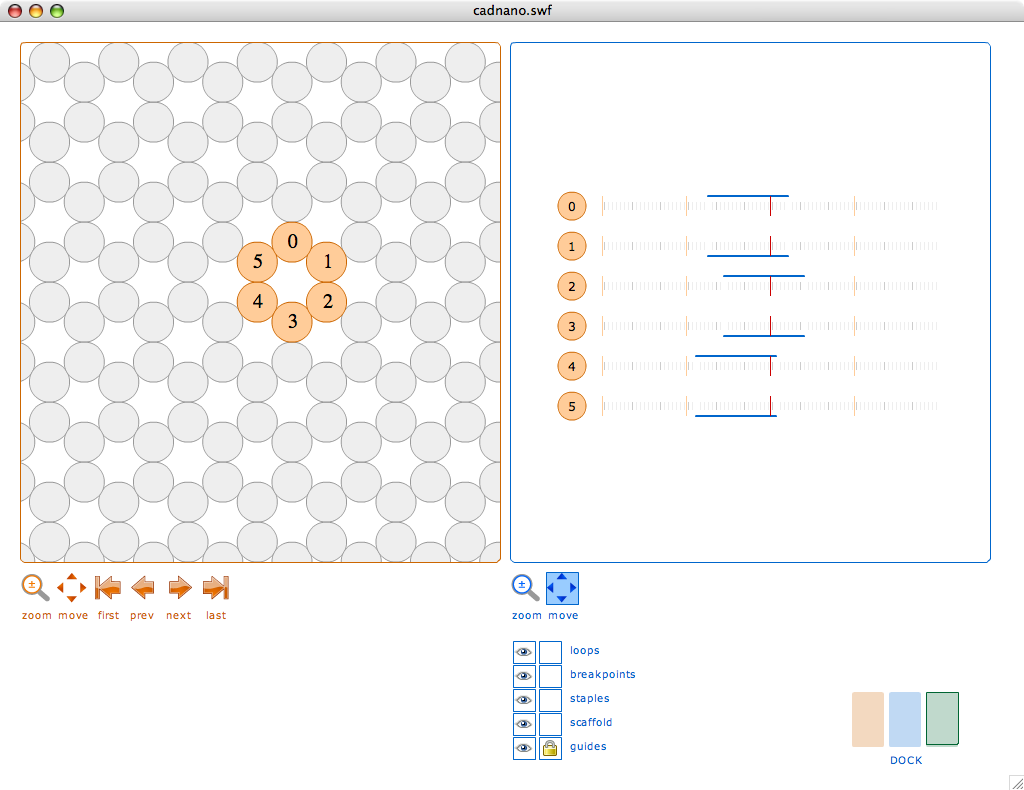 cadnano.swf
0
5
1
4
2
3
0
1
2
3
4
5
zoom move first prev next last
zoom move
loops
breakpoints
staples
scaffold
guides
DOCK